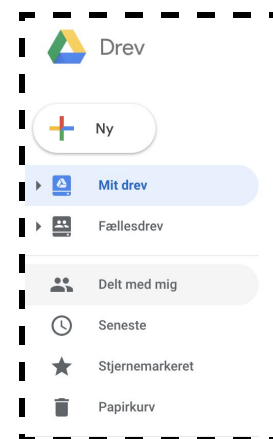 Drev
Ny
Mit drev
Fællesdrev
Delt med mig
Seneste
Stjernemarkeret
Papirkurv